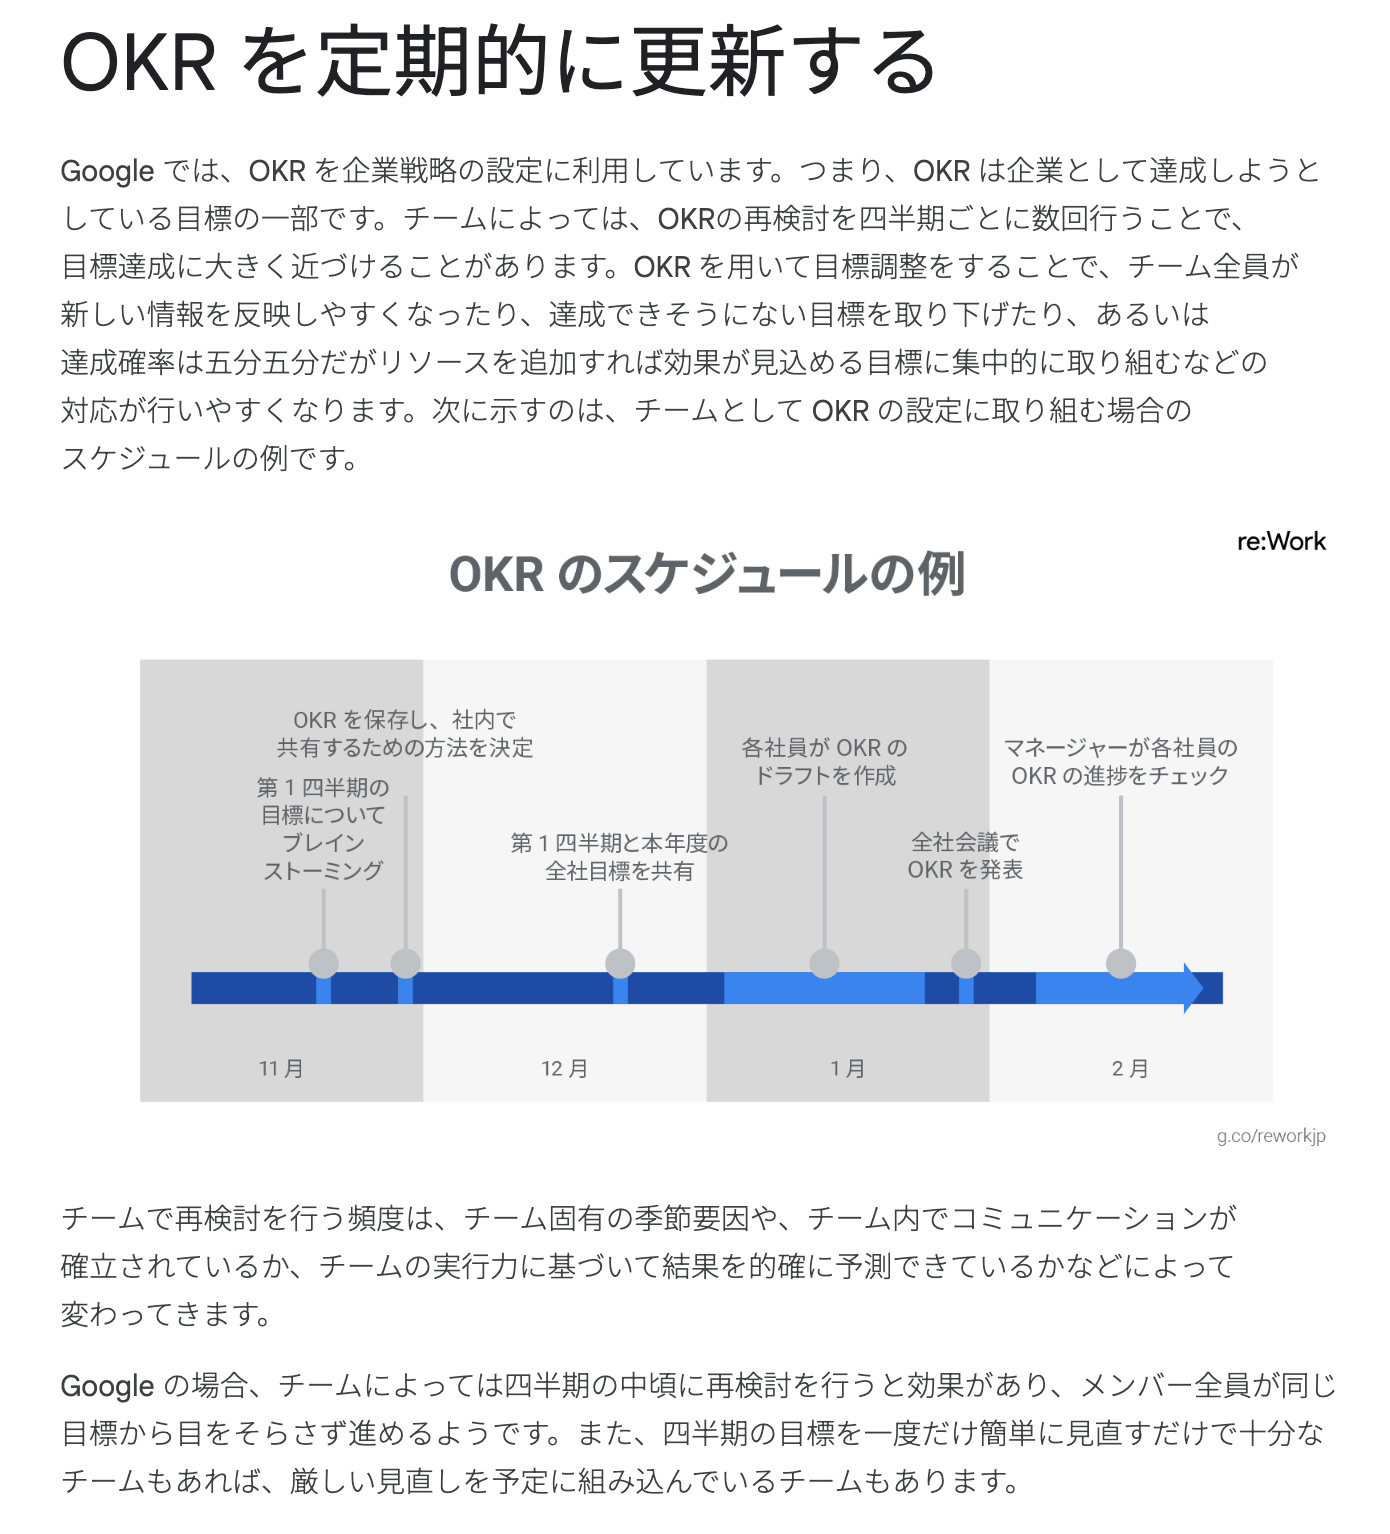 OKR を定期的に更新する
Google では、OKR を企業戦略の設定に利用しています。つまり、OKR は企業として達成しようと
している目標の一部です。チームによっては、OKRの再検討を四半期ごとに数回行うことで、
目標達成に大きく近づけることがあります。OKR を用いて目標調整をすることで、チーム全員が
新しい情報を反映しやすくなったり、達成できそうにない目標を取り下げたり、あるいは
達成確率は五分五分だがリソースを追加すれば効果が見込める目標に集中的に取り組むなどの
対応が行いやすくなります。次に示すのは、チームとして OKR の設定に取り組む場合の
スケジュールの例です。
re:Work
OKR のスケジュールの例
OKR を保存し、社内で
共有するための方法を決定
第 1 四半期の
目標について
ブレイン
ストーミング
第 1 四半期と本年度の
全社目標を共有
各社員が OKR の
ドラフトを作成
全社会議で
OKR を発表
マネージャーが各社員の
OKR の進捗をチェック
11 月
12 月
1 月
2 月
g.co/reworkjp
チームで再検討を行う頻度は、チーム固有の季節要因や、チーム内でコミュニケーションが
確立されているか、チームの実行力に基づいて結果を的確に予測できているかなどによって
変わってきます。
Google の場合、チームによっては四半期の中頃に再検討を行うと効果があり、メンバー全員が同じ
目標から目をそらさず進めるようです。また、四半期の目標を一度だけ簡単に見直すだけで十分な
チームもあれば、厳しい見直しを予定に組み込んでいるチームもあります。